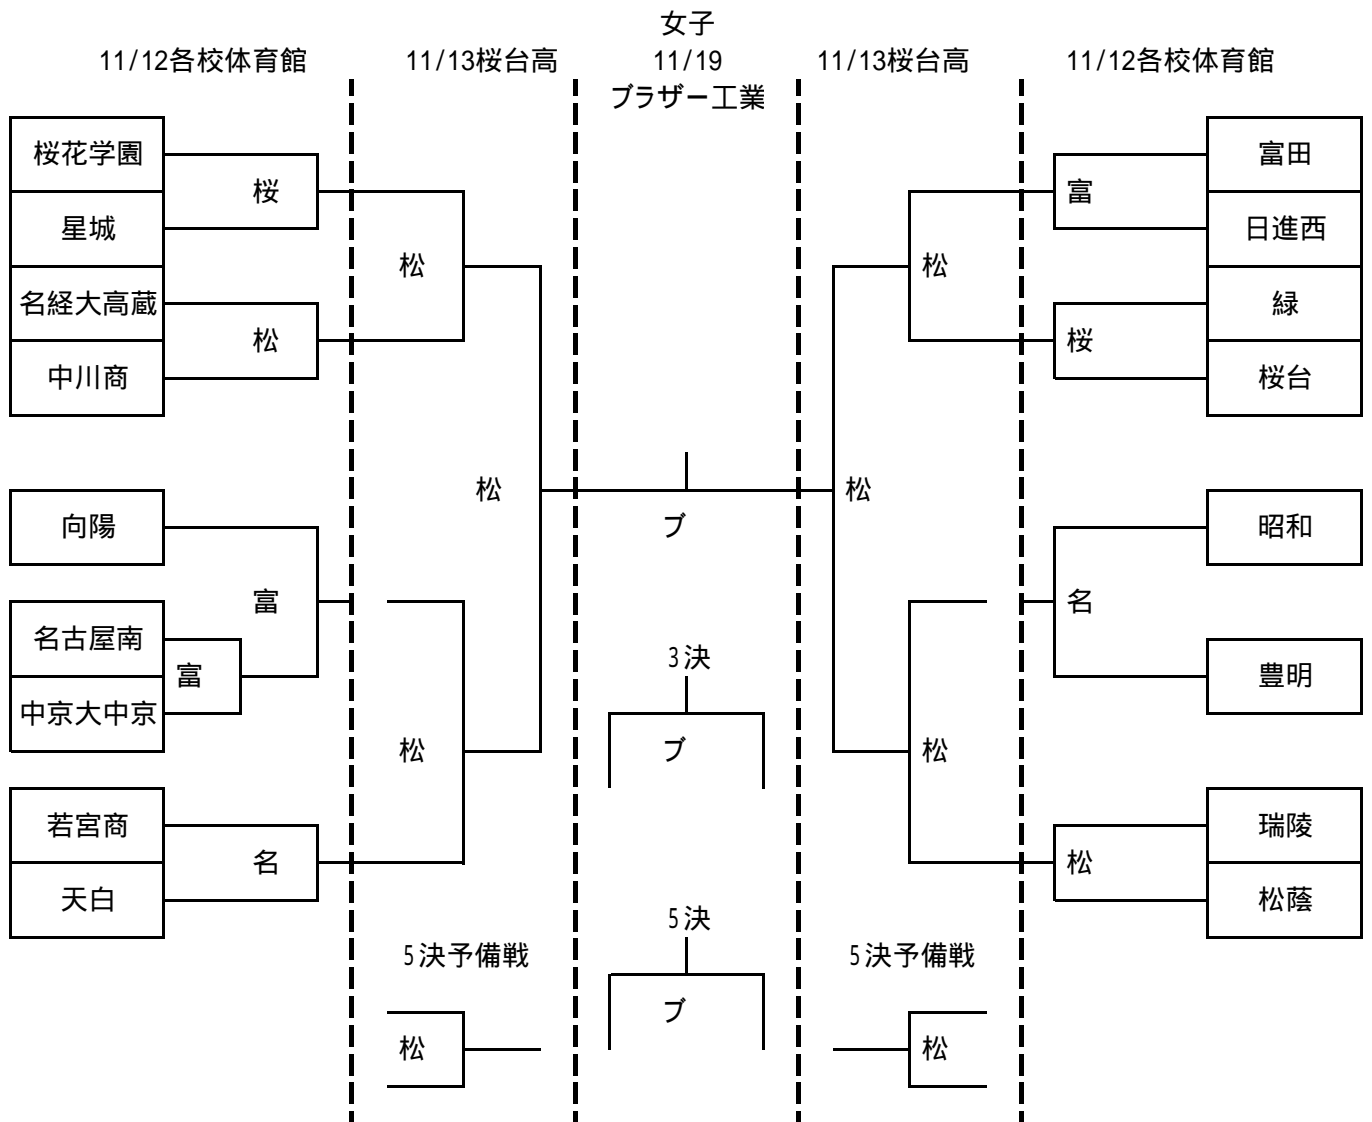 女子
11/12各校体育館 11/13桜台高 11/19 11/13桜台高 11/12各校体育館
ブラザー工業
桜花学園 富田
桜 富
星城 日進西
松 松
名経大高蔵 緑
松 桜
中川商 桜台
松 松
向陽 ブ 昭和
富 名
名古屋南
3決
富 豊明
中京大中京
松 ブ 松
若宮商 瑞陵
名 松
天白 松蔭
5決
5決予備戦 5決予備戦
ブ
松 松